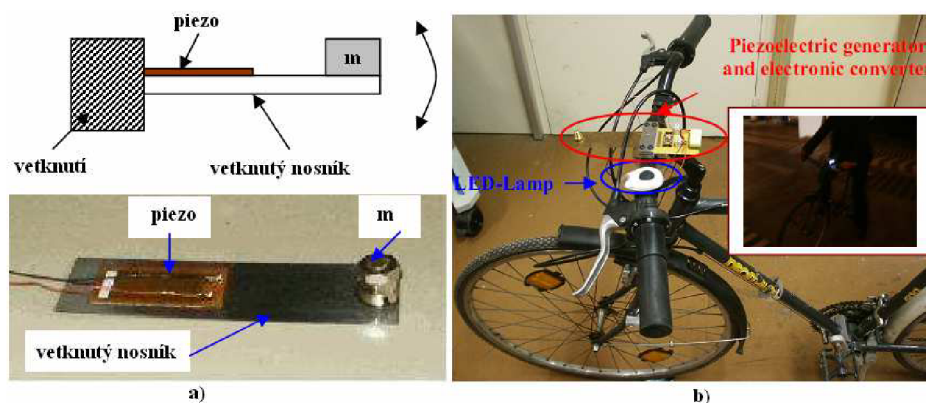 piezo
m
vetknutí
vetknutý nosník
piezo
m
vetknutý nosník
a)
Piezoelectric generator
and electronic converter
LED-Lamp
b)